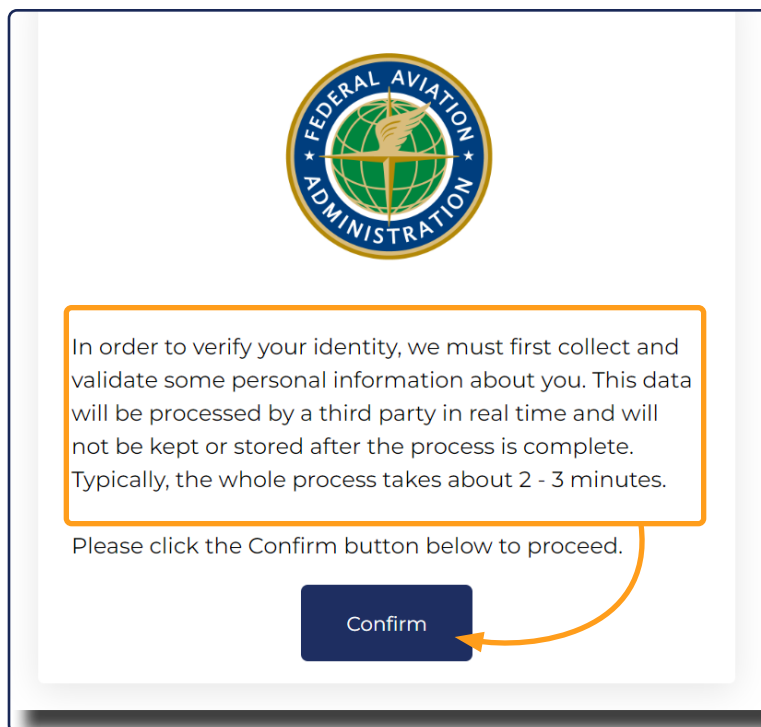 FEDERAL AVIATION
ADMINISTRATION
In order to verify your identity, we must first collect and
validate some personal information about you. This data
will be processed by a third party in real time and will
not be kept or stored after the process is complete.
Typically, the whole process takes about 2 - 3 minutes.
Please click the Confirm button below to proceed.
Confirm